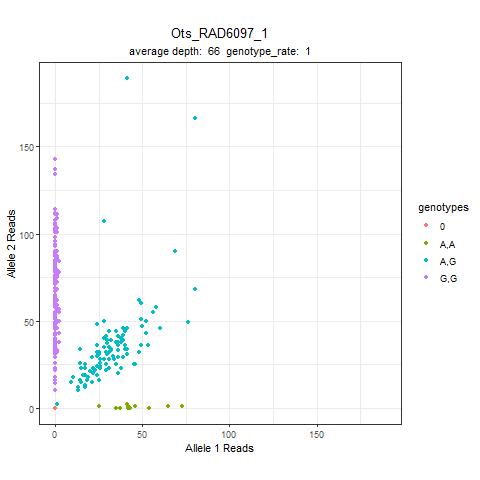 Ots_RAD6097_1
average depth: 66 genotype_rate: 1
Allele 2 Reads
150
100
50
0
0 50 100 150
Allele 1 Reads
genotypes
0
A,A
A,G
G,G